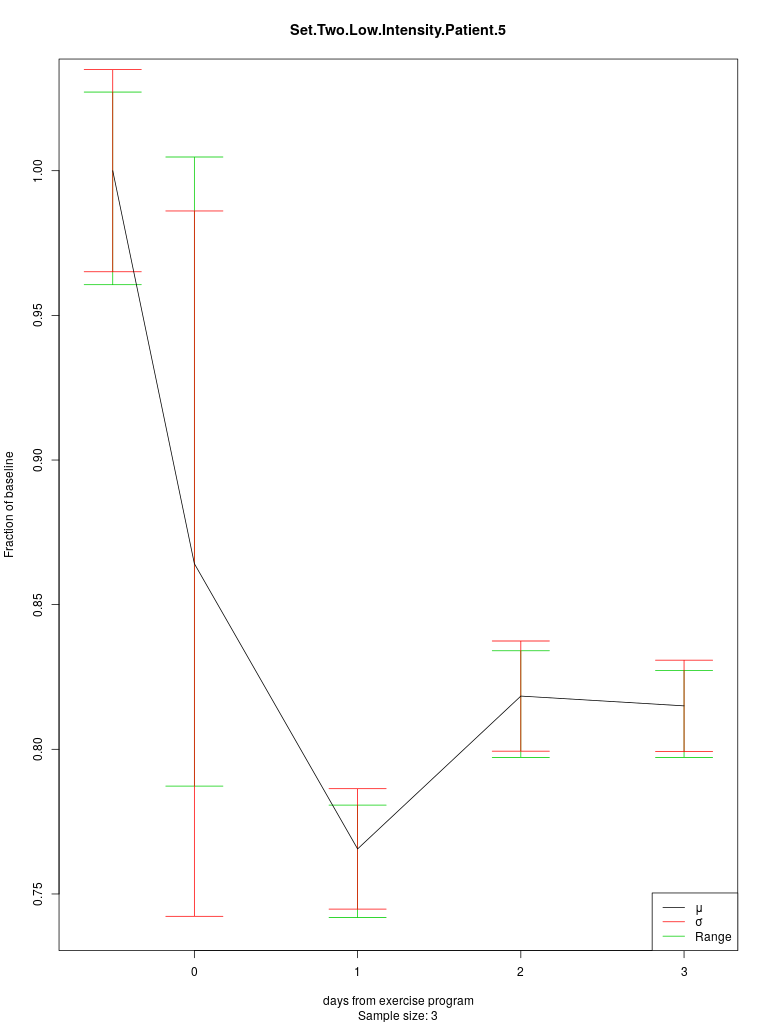 Set.Two.Low.Intensity.Patient.5
Fraction of baseline
1.00
0.95
0.90
0.85
0.80
0.75
0 1 2 3
days from exercise program
Sample size: 3
μ
σ
Range